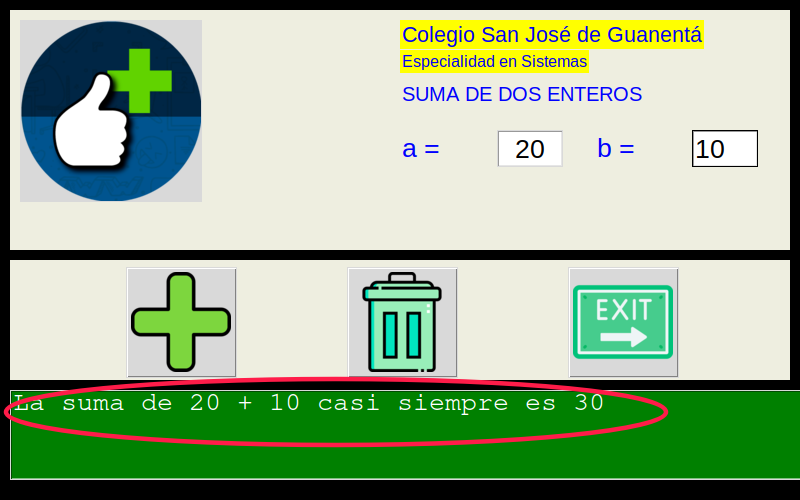 Colegio San José de Guanentá
Especialidad en Sistemas
SUMA DE DOS ENTEROS
a = 20 b = 10
EXIT
La suma de 20 + 10 casi siempre es 30